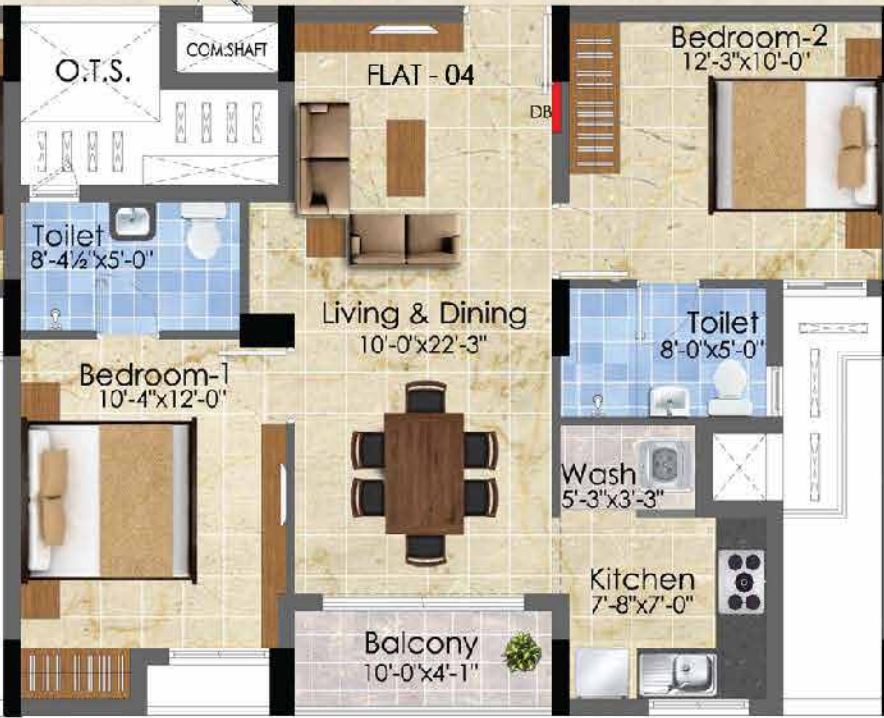 O.T.S.
COM.SHAFT
FLAT - 04
Bedroom-2
12'-3"x10'-0"
DB
Toilet
8'-4½"x5'-0"
Living & Dining
10'-0"x22'-3"
Toilet
8'-0"x5'-0"
Bedroom-1
10'-4"x12'-0"
Wash
5'-3"x3'-3"
Kitchen
7'-8"x7'-0"
Balcony
10'-0"x4'-1"